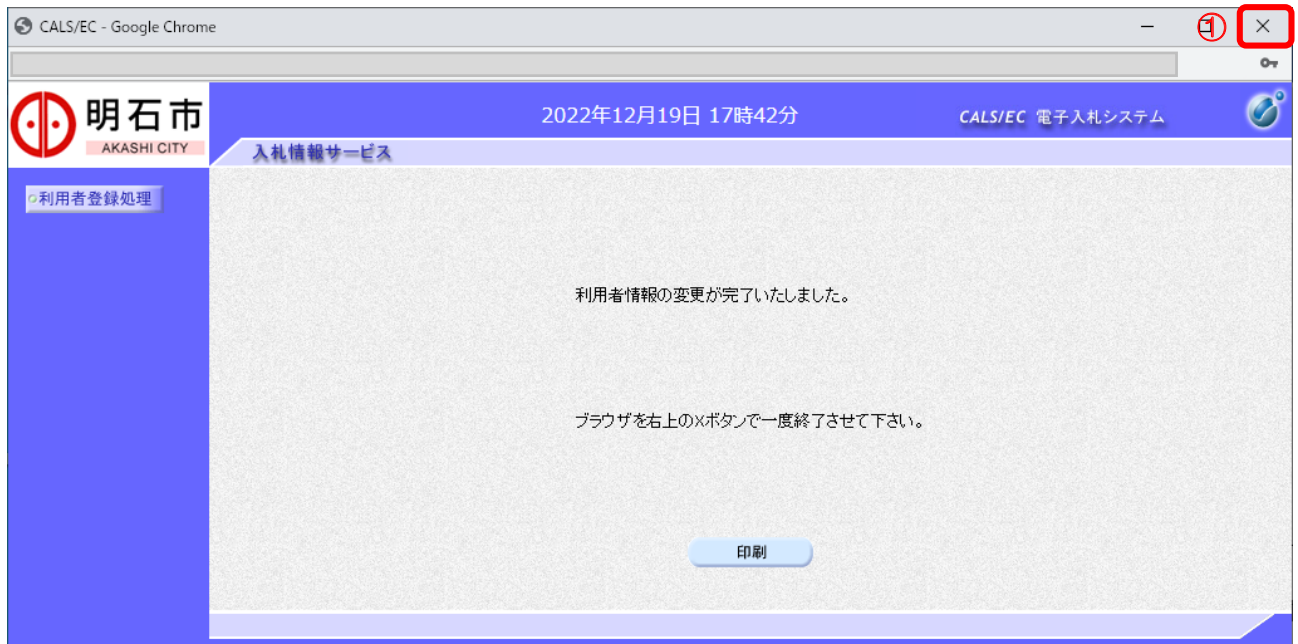 CALS/EC - Google Chrome
①
明石市
AKASHI CITY
2022年12月19日 17時42分
CALS/EC 電子入札システム
入札情報サービス
利用者登録処理
利用者情報の変更が完了いたしました。
ブラウザを右上の×ボタンで一度終了させて下さい。
印刷